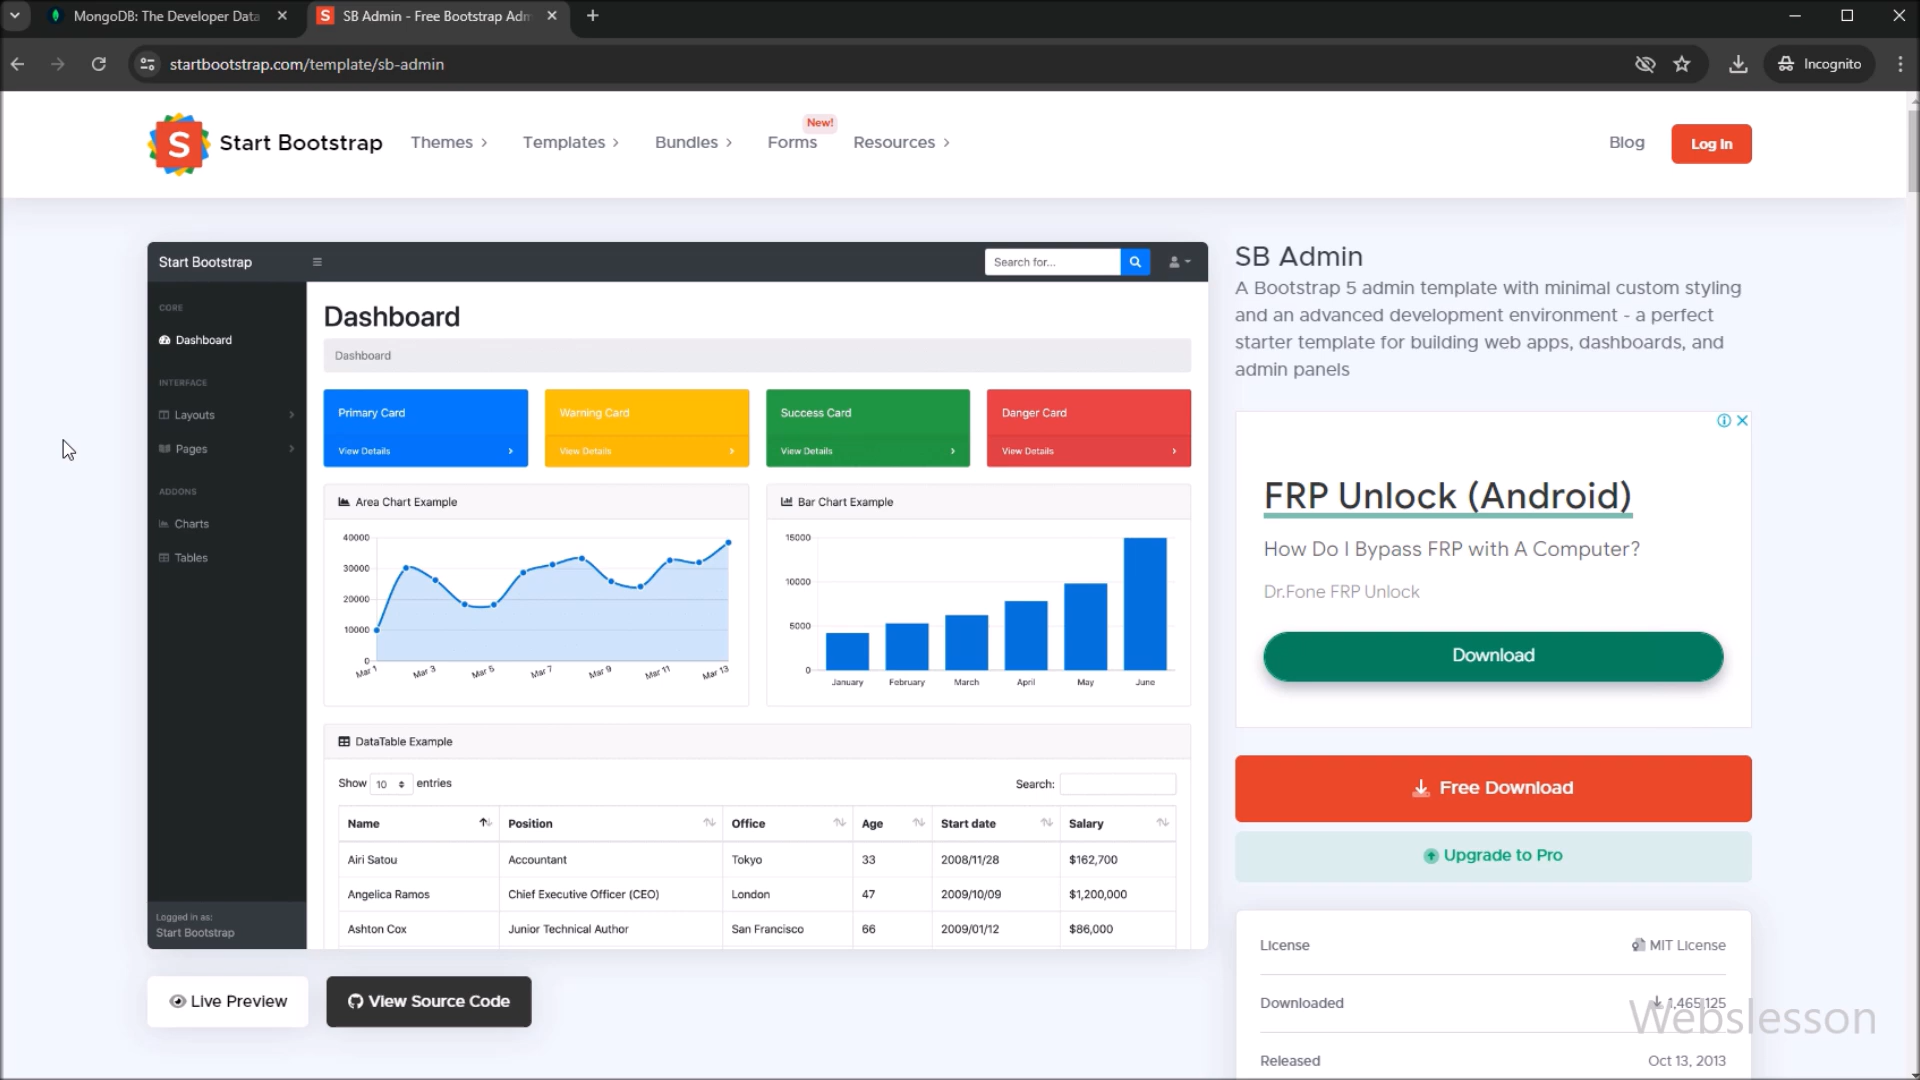 MongoDB: The Developer Data
SB Admin - Free Bootstrap Adm
startbootstrap.com/template/sb-admin
Incognito
Start Bootstrap
Themes
Templates
Bundles
Forms
New!
Resources
Blog
Log In
Start Bootstrap
Search for...
CORE
Dashboard
INTERFACE
Layouts
Pages
ADDONS
Charts
Tables
Logged in as:
Start Bootstrap
Dashboard
Dashboard
Primary Card
View Details
Warning Card
View Details
Success Card
View Details
Danger Card
View Details
Area Chart Example
40000
30000
20000
10000
0
Mar 1 Mar 3 Mar 5 Mar 7 Mar 9 Mar 11 Mar 13
Bar Chart Example
15000
10000
5000
0
January February March April May June
DataTable Example
Show 10 entries
Search:
Name Position Office Age Start date Salary
Airi Satou Accountant Tokyo 33 2008/11/28 $162,700
Angelica Ramos Chief Executive Officer (CEO) London 47 2009/10/09 $1,200,000
Ashton Cox Junior Technical Author San Francisco 66 2009/01/12 $86,000
Live Preview
View Source Code
SB Admin
A Bootstrap 5 admin template with minimal custom styling
and an advanced development environment - a perfect
starter template for building web apps, dashboards, and
admin panels
FRP Unlock (Android)
How Do I Bypass FRP with A Computer?
Dr.Fone FRP Unlock
Download
Free Download
Upgrade to Pro
License MIT License
Downloaded 1,465,125
Webslesson
Released Oct 13, 2013